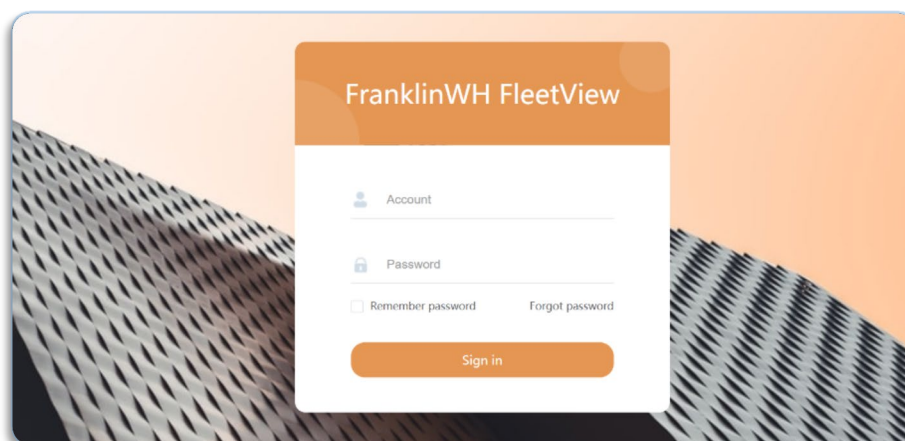 FranklinWH FleetView
Account
Password
Remember password Forgot password
Sign in